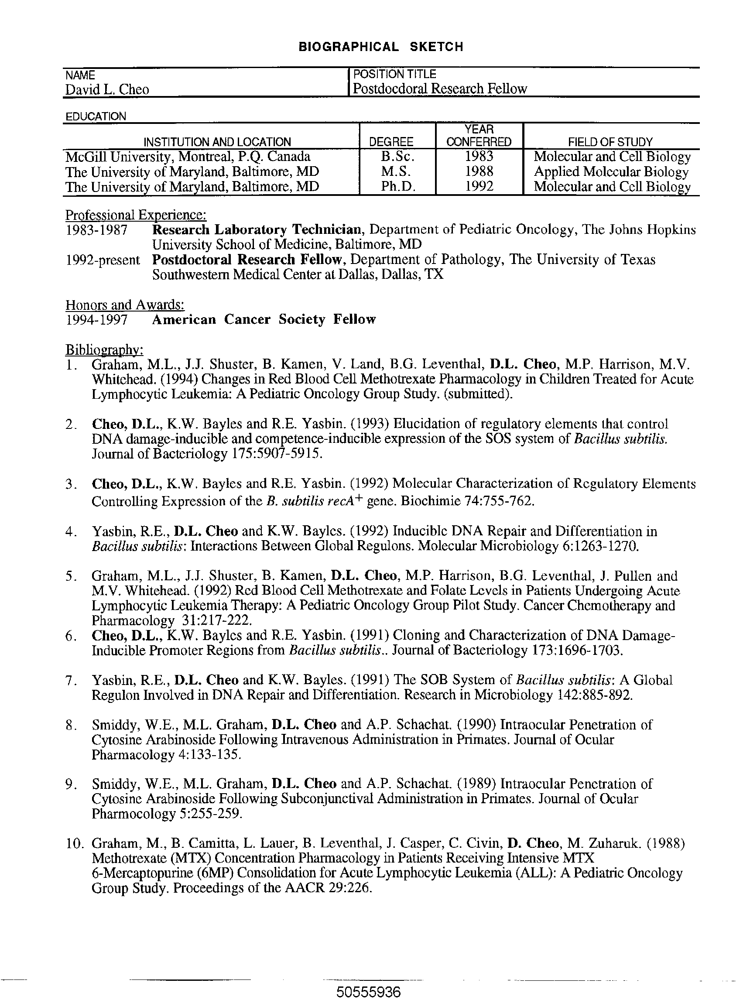 BIOGRAPHICAL SKETCH
NAME POSITION TITLE
David L. Cheo Postdocdoral Research Fellow
EDUCATION
INSTITUTION AND LOCATION DEGREE YEAR CONFERRED FIELD OF STUDY
McGill University, Montreal, P.Q. Canada B.Sc. 1983 Molecular and Cell Biology
The University of Maryland, Baltimore, MD M.S. 1988 Applied Molecular Biology
The University of Maryland, Baltimore, MD Ph.D. 1992 Molecular and Cell Biology
Professional Experience:
1983-1987 Research Laboratory Technician, Department of Pediatric Oncology, The Johns Hopkins
University School of Medicine, Baltimore, MD
1992-present Postdoctoral Research Fellow, Department of Pathology, The University of Texas
Southwestern Medical Center at Dallas, Dallas, TX
Honors and Awards:
1994-1997 American Cancer Society Fellow
Bibliography:
1. Graham, M.L., J.J. Shuster, B. Kamen, V. Land, B.G. Leventhal, D.L. Cheo, M.P. Harrison, M.V.
Whitehead. (1994) Changes in Red Blood Cell Methotrexate Pharmacology in Children Treated for Acute
Lymphocytic Leukemia: A Pediatric Oncology Group Study. (submitted).
2. Cheo, D.L., K.W. Bayles and R.E. Yasbin. (1993) Elucidation of regulatory elements that control
DNA damage-inducible and competence-inducible expression of the SOS system of Bacillus subtilis.
Journal of Bacteriology 175:5907-5915.
3. Cheo, D.L., K.W. Bayles and R.E. Yasbin. (1992) Molecular Characterization of Regulatory Elements
Controlling Expression of the B. subtilis recA+ gene. Biochimie 74:755-762.
4. Yasbin, R.E., D.L. Cheo and K.W. Bayles. (1992) Inducible DNA Repair and Differentiation in
Bacillus subtilis: Interactions Between Global Regulons. Molecular Microbiology 6:1263-1270.
5. Graham, M.L., J.J. Shuster, B. Kamen, D.L. Cheo, M.P. Harrison, B.G. Leventhal, J. Pullen and
M.V. Whitehead. (1992) Red Blood Cell Methotrexate and Folate Levels in Patients Undergoing Acute
Lymphocytic Leukemia Therapy: A Pediatric Oncology Group Pilot Study. Cancer Chemotherapy and
Pharmacology 31:217-222.
6. Cheo, D.L., K.W. Bayles and R.E. Yasbin. (1991) Cloning and Characterization of DNA Damage-
Inducible Promoter Regions from Bacillus subtilis.. Journal of Bacteriology 173:1696-1703.
7. Yasbin, R.E., D.L. Cheo and K.W. Bayles. (1991) The SOB System of Bacillus subtilis: A Global
Regulon Involved in DNA Repair and Differentiation. Research in Microbiology 142:885-892.
8. Smiddy, W.E., M.L. Graham, D.L. Cheo and A.P. Schachat. (1990) Intraocular Penetration of
Cytosine Arabinoside Following Intravenous Administration in Primates. Journal of Ocular
Pharmacology 4:133-135.
9. Smiddy, W.E., M.L. Graham, D.L. Cheo and A.P. Schachat. (1989) Intraocular Penetration of
Cytosine Arabinoside Following Subconjunctival Administration in Primates. Journal of Ocular
Pharmocology 5:255-259.
10. Graham, M., B. Camitta, L. Lauer, B. Leventhal, J. Casper, C. Civin, D. Cheo, M. Zuharuk. (1988)
Methotrexate (MTX) Concentration Pharmacology in Patients Receiving Intensive MTX
6-Mercaptopurine (6MP) Consolidation for Acute Lymphocytic Leukemia (ALL): A Pediatric Oncology
Group Study. Proceedings of the AACR 29:226.
50555936